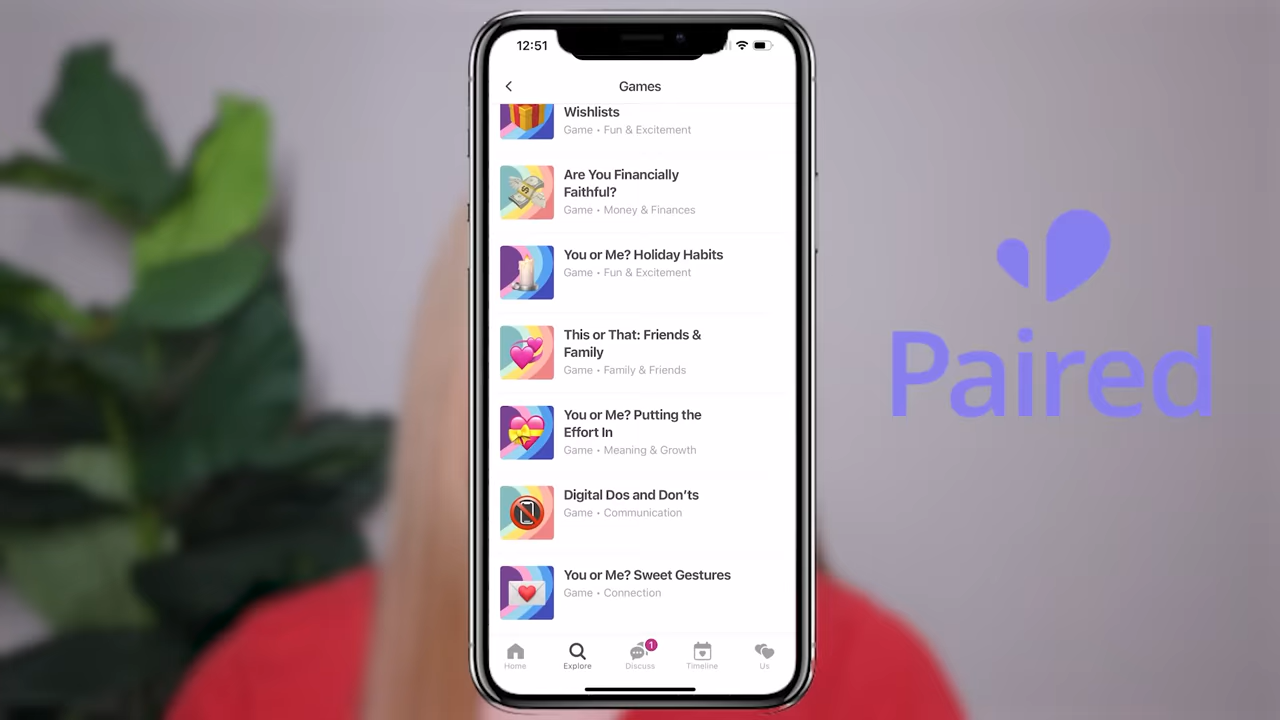 12:51
Games
Wishlists
Game • Fun & Excitement
Are You Financially
Faithful?
Game • Money & Finances
You or Me? Holiday Habits
Game • Fun & Excitement
This or That: Friends &
Family
Game • Family & Friends
You or Me? Putting the
Effort In
Game • Meaning & Growth
Digital Dos and Don’ts
Game • Communication
You or Me? Sweet Gestures
Game • Connection
1
Home
Explore
Discuss
Timeline
Us
Paired